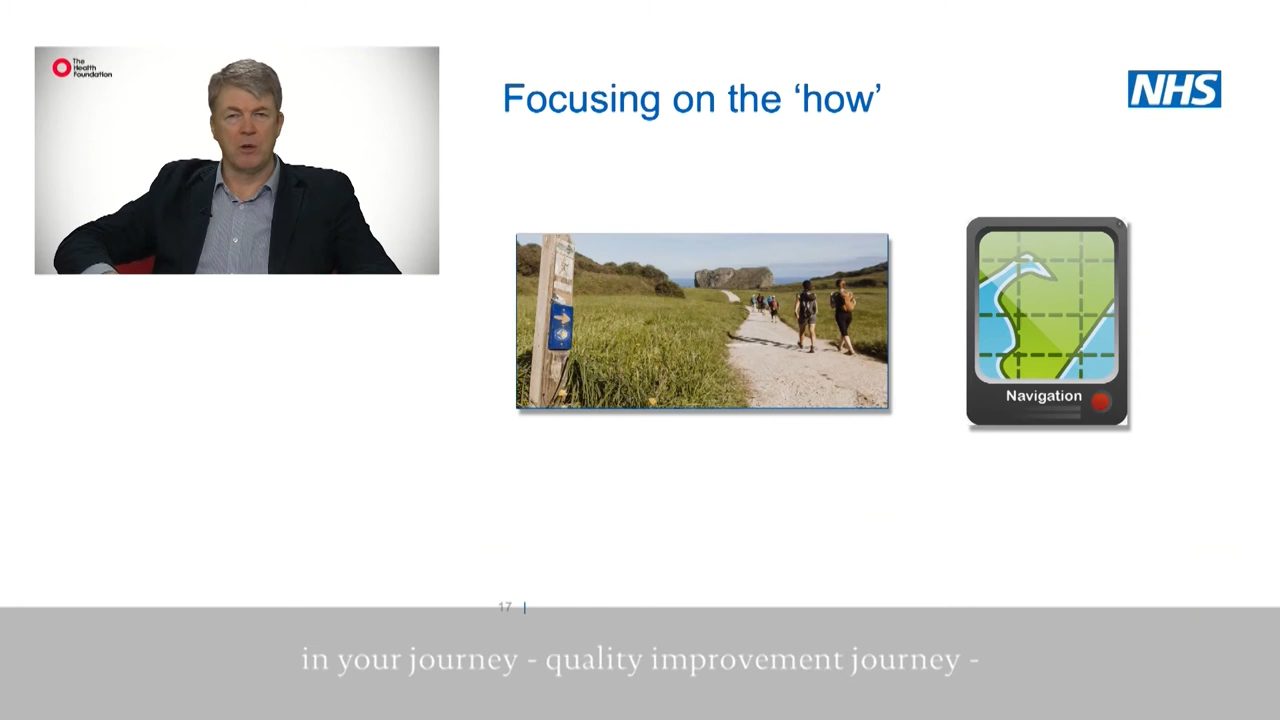 The
Health
Foundation
Focusing on the ‘how’
NHS
Navigation
17 |
in your journey - quality improvement journey -